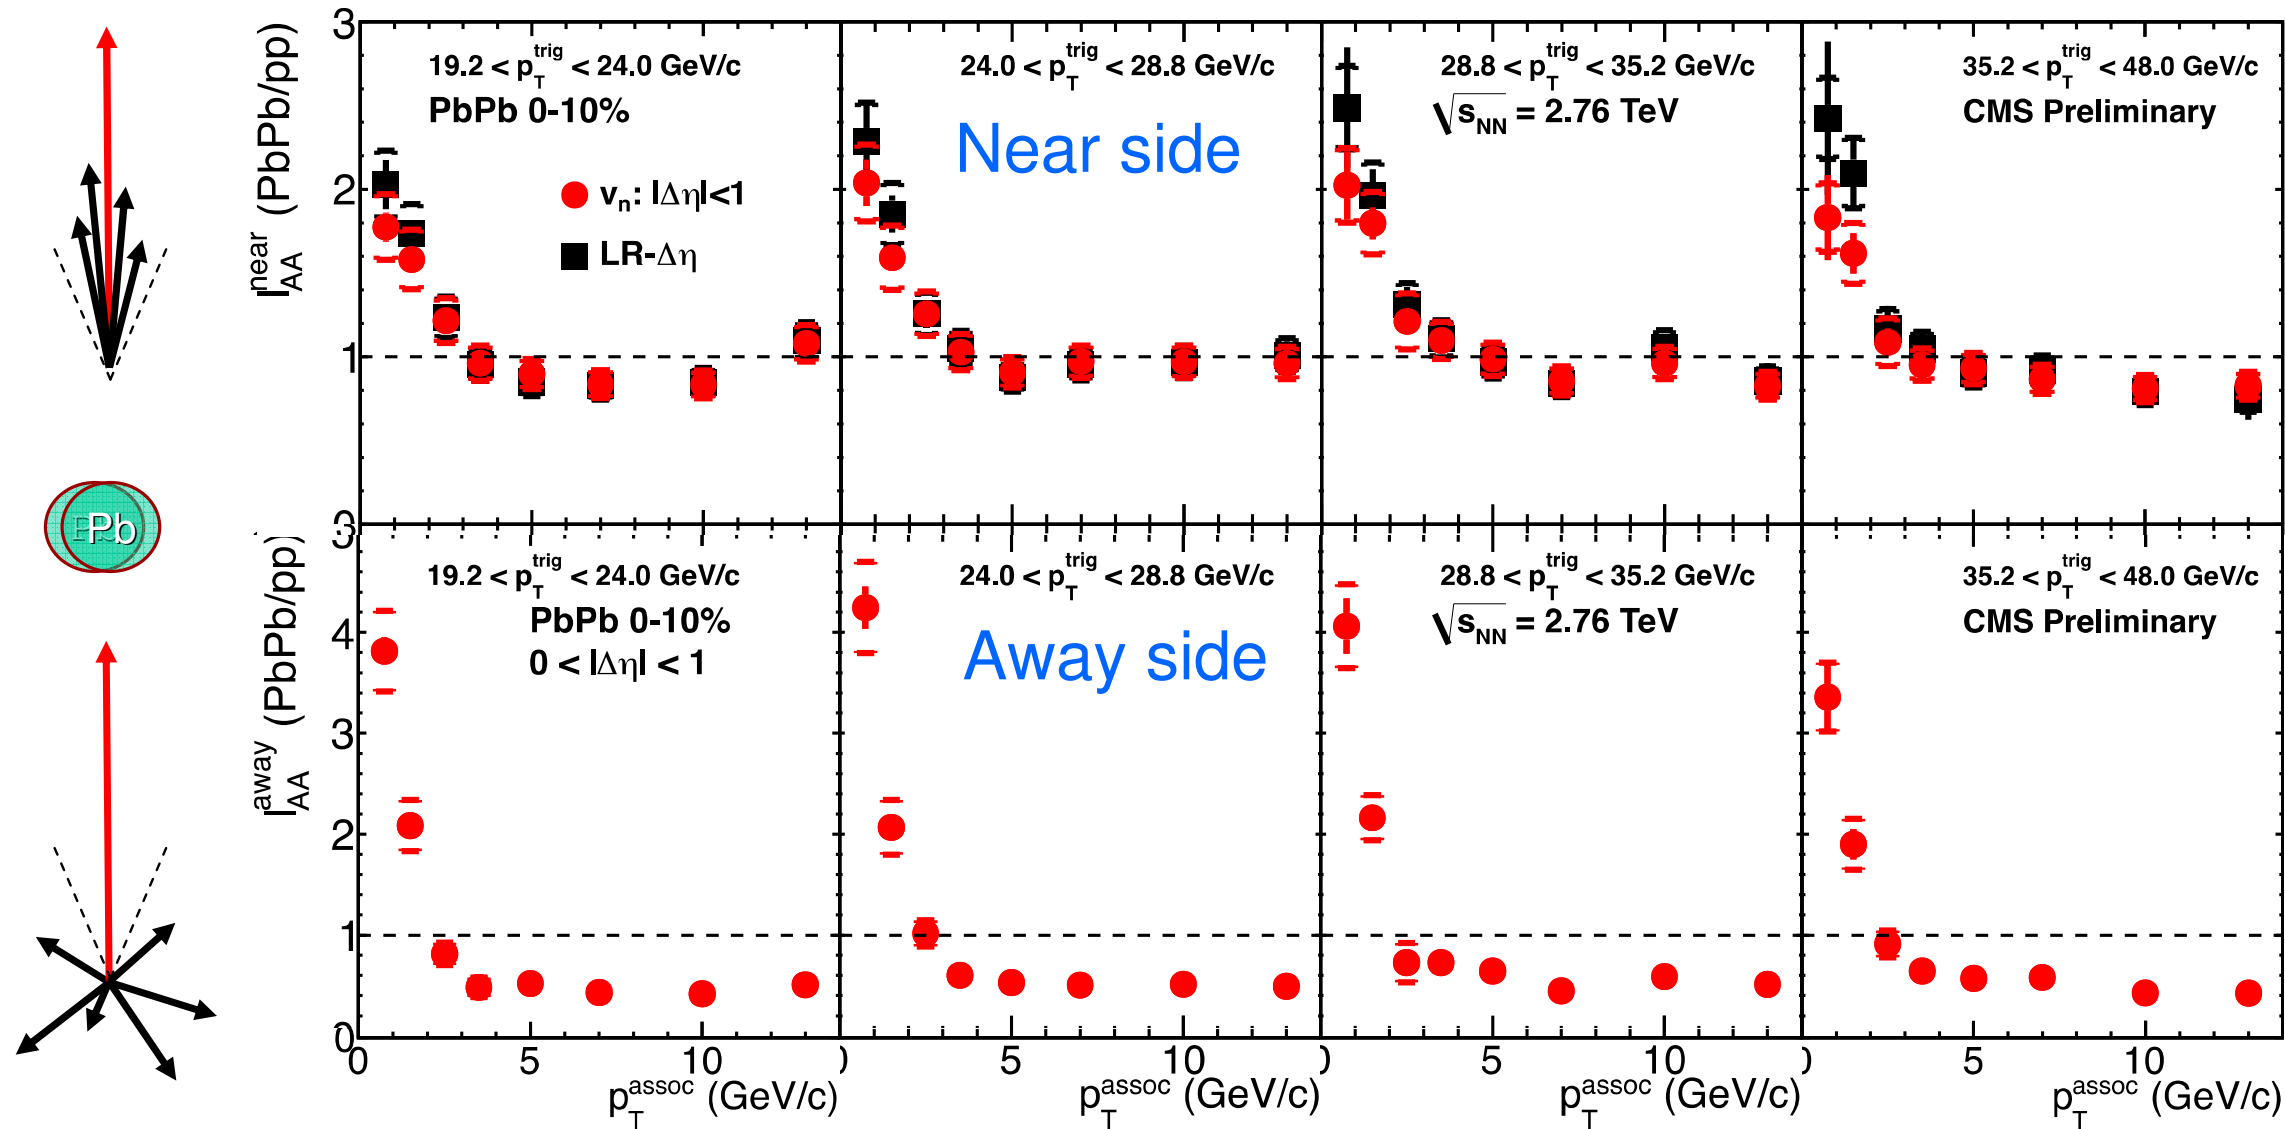 I_AA^near (PbPb/pp)
3
2
1
0
19.2 < p_T^trig < 24.0 GeV/c
PbPb 0-10%
v_n: |Δη|<1
LR-Δη
24.0 < p_T^trig < 28.8 GeV/c
Near side
28.8 < p_T^trig < 35.2 GeV/c
√s_NN = 2.76 TeV
35.2 < p_T^trig < 48.0 GeV/c
CMS Preliminary
Pb
I_AA^away (PbPb/pp)
4
3
2
1
0
19.2 < p_T^trig < 24.0 GeV/c
PbPb 0-10%
0 < |Δη| < 1
24.0 < p_T^trig < 28.8 GeV/c
Away side
28.8 < p_T^trig < 35.2 GeV/c
√s_NN = 2.76 TeV
35.2 < p_T^trig < 48.0 GeV/c
CMS Preliminary
0 5 10
5 10
5 10
5 10
p_T^assoc (GeV/c)
p_T^assoc (GeV/c)
p_T^assoc (GeV/c)
p_T^assoc (GeV/c)